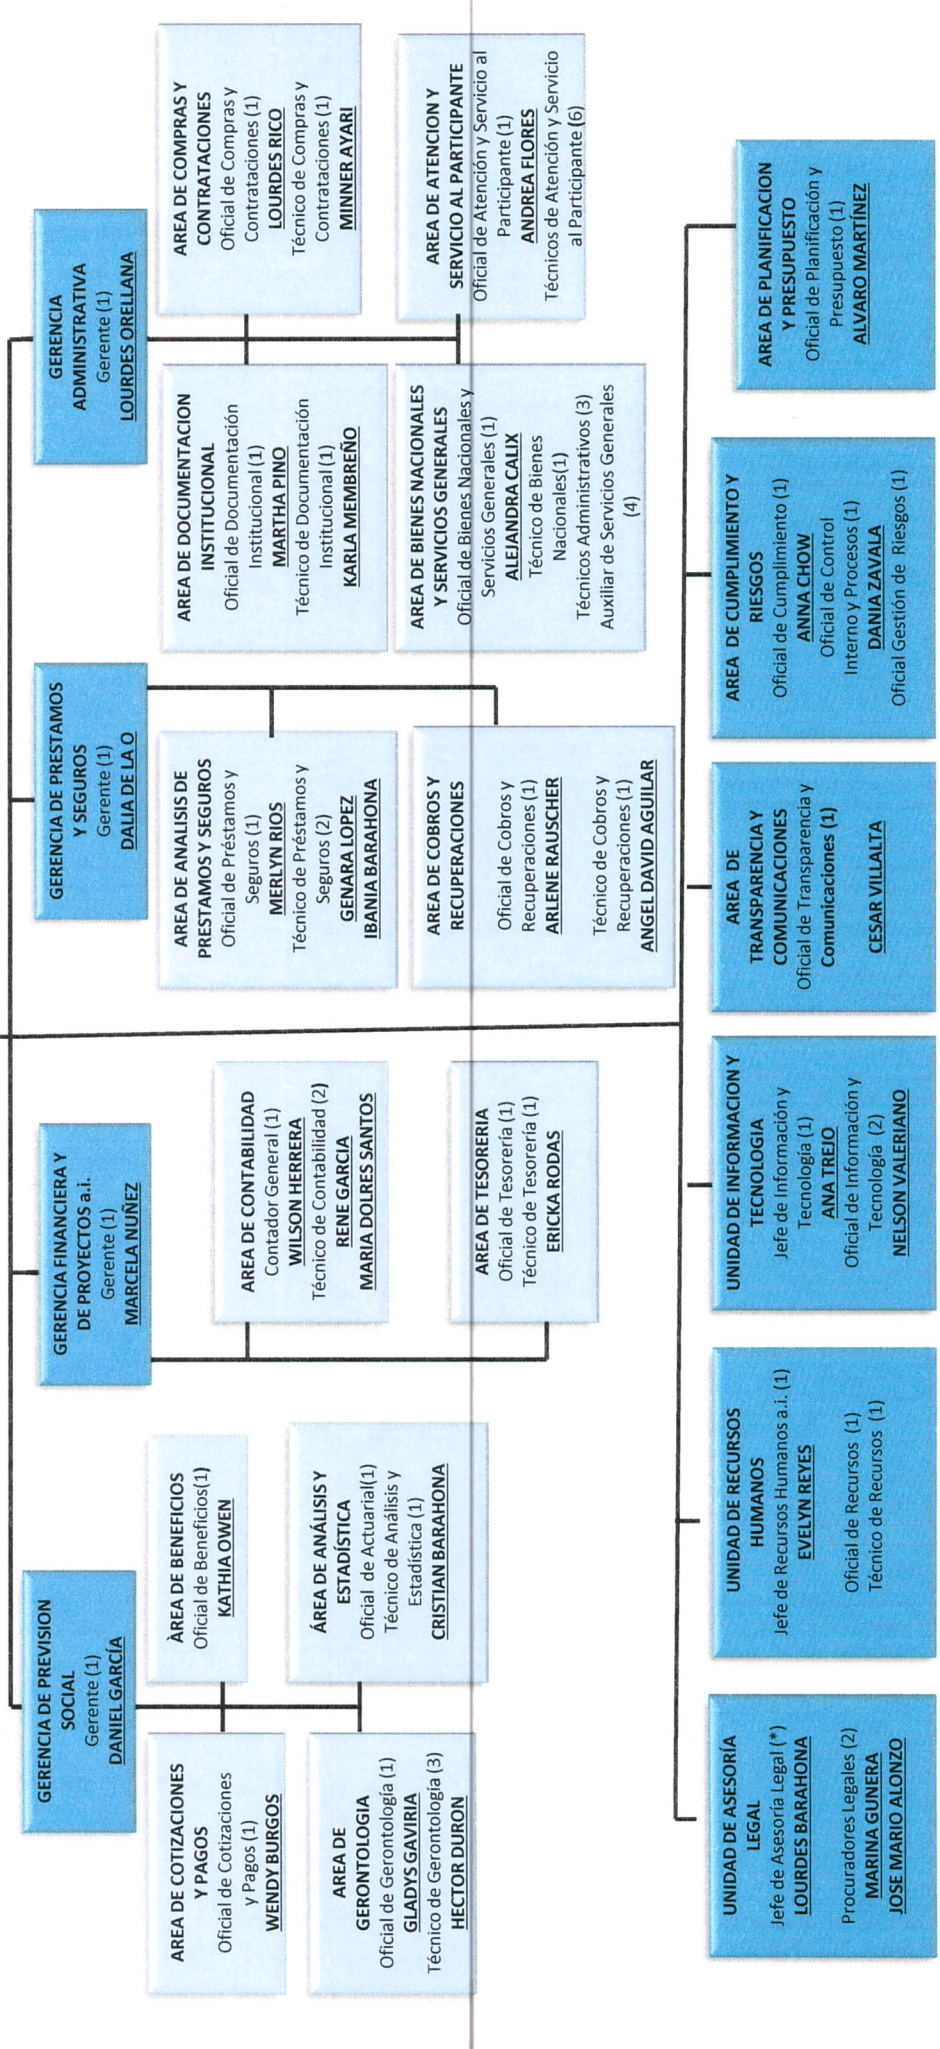 GERENCIA DE PREVISION
SOCIAL
Gerente (1)
DANIEL GARCÍA
AREA DE COTIZACIONES
Y PAGOS
Oficial de Cotizaciones
y Pagos (1)
WENDY BURGOS
ÀREA DE BENEFICIOS
Oficial de Beneficios(1)
KATHIA OWEN
AREA DE
GERONTOLOGIA
Oficial de Gerontología (1)
GLADYS GAVIRIA
Técnico de Gerontología (3)
HECTOR DURON
ÁREA DE ANÁLISIS Y
ESTADÍSTICA
Oficial de Actuarial(1)
Técnico de Análisis y
Estadística (1)
CRISTIAN BARAHONA
GERENCIA FINANCIERA Y
DE PROYECTOS a.i.
Gerente (1)
MARCELA NUÑEZ
AREA DE CONTABILIDAD
Contador General (1)
WILSON HERRERA
Técnico de Contabilidad (2)
RENE GARCIA
MARIA DOLRES SANTOS
AREA DE TESORERIA
Oficial de Tesorería (1)
Técnico de Tesorería (1)
ERICKA RODAS
GERENCIA DE PRESTAMOS
Y SEGUROS
Gerente (1)
DALIA DE LA O
AREA DE ANALISIS DE
PRESTAMOS Y SEGUROS
Oficial de Préstamos y
Seguros (1)
MERLYN RIOS
Técnico de Préstamos y
Seguros (2)
GENARA LOPEZ
IBANIA BARAHONA
AREA DE COBROS Y
RECUPERACIONES
Oficial de Cobros y
Recuperaciones (1)
ARLENE RAUSCHER
Técnico de Cobros y
Recuperaciones (1)
ANGEL DAVID AGUILAR
GERENCIA
ADMINISTRATIVA
Gerente (1)
LOURDES ORELLANA
AREA DE DOCUMENTACION
INSTITUCIONAL
Oficial de Documentación
Institucional (1)
MARTHA PINO
Técnico de Documentación
Institucional (1)
KARLA MEMBREÑO
AREA DE COMPRAS Y
CONTRATACIONES
Oficial de Compras y
Contrataciones (1)
LOURDES RICO
Técnico de Compras y
Contrataciones (1)
MINNER AYARI
AREA DE BIENES NACIONALES
Y SERVICIOS GENERALES
Oficial de Bienes Nacionales y
Servicios Generales (1)
ALEJANDRA CALIX
Técnico de Bienes
Nacionales(1)
Técnicos Administrativos (3)
Auxiliar de Servicios Generales
(4)
AREA DE ATENCION Y
SERVICIO AL PARTICIPANTE
Oficial de Atención y Servicio al
Participante (1)
ANDREA FLORES
Técnicos de Atención y Servicio
al Participante (6)
UNIDAD DE ASESORÍA
LEGAL
Jefe de Asesoría Legal (*)
LOURDES BARAHONA
Procuradores Legales (2)
MARINA GUNERA
JOSE MARIO ALONZO
UNIDAD DE RECURSOS
HUMANOS
Jefe de Recursos Humanos a.i. (1)
EVELYN REYES
Oficial de Recursos (1)
Técnico de Recursos (1)
UNIDAD DE INFORMACION Y
TECNOLOGIA
Jefe de Información y
Tecnología (1)
ANA TREJO
Oficial de Información y
Tecnología (2)
NELSON VALERIANO
AREA DE
TRANSPARENCIA Y
COMUNICACIONES
Oficial de Transparencia y
Comunicaciones (1)
CESAR VILLALTA
AREA DE CUMPLIMIENTO Y
RIESGOS
Oficial de Cumplimiento (1)
ANNA CHOW
Oficial de Control
Interno y Procesos (1)
DANIA ZAVALA
Oficial Gestión de Riesgos (1)
AREA DE PLANIFICACION
Y PRESUPUESTO
Oficial de Planificación y
Presupuesto (1)
ALVARO MARTÍNEZ